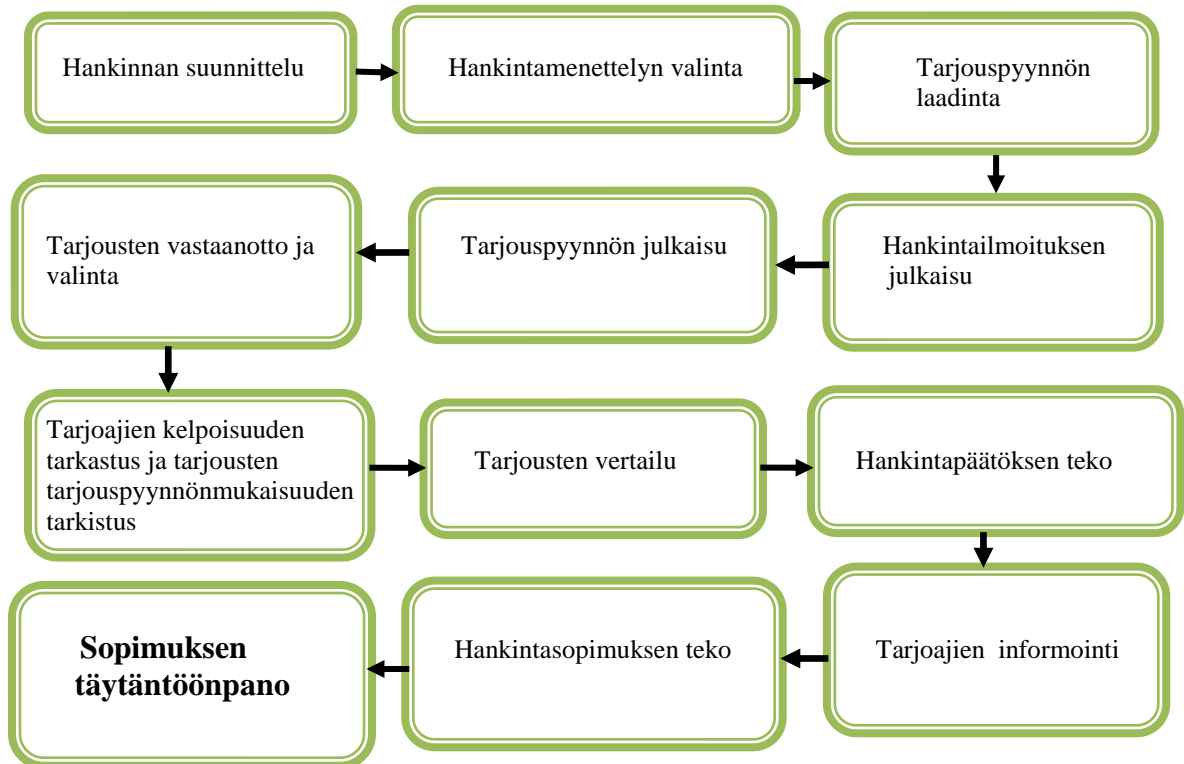 Hankinnan suunnittelu
Hankintamenettelyn valinta
Tarjouspyynnön
laadinta
Hankintailmoituksen
julkaisu
Tarjouspyynnön julkaisu
Tarjousten vastaanotto ja
valinta
Tarjoajien kelpoisuuden
tarkastus ja tarjousten
tarjouspyynnönmukaisuuden
tarkistus
Tarjousten vertailu
Hankintapäätöksen teko
Tarjoajien informointi
Hankintasopimuksen teko
Sopimuksen
täytäntöönpano